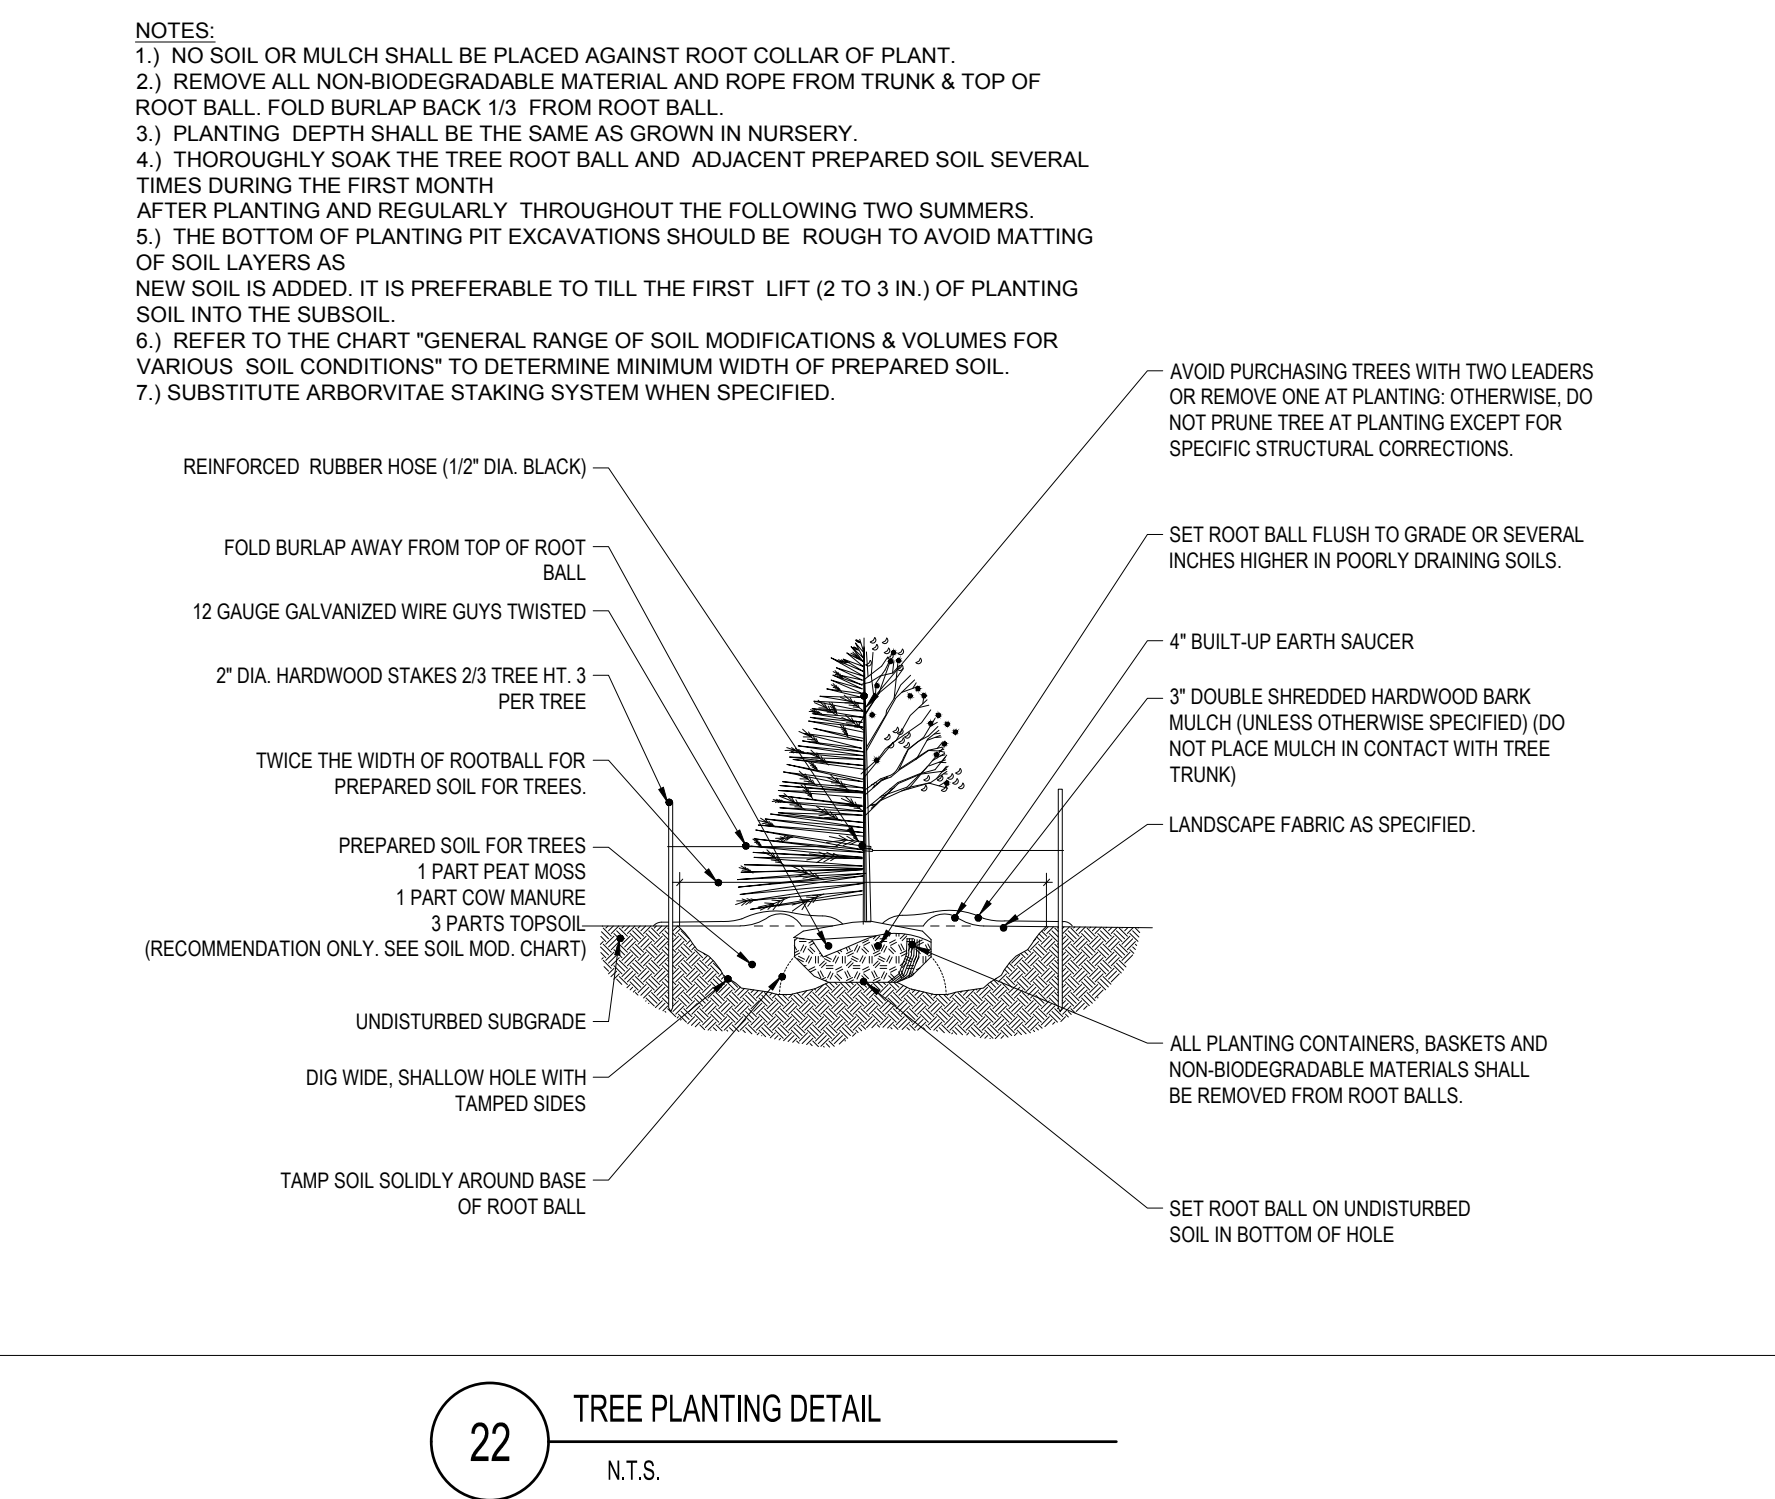 NOTES:
1.) NO SOIL OR MULCH SHALL BE PLACED AGAINST ROOT COLLAR OF PLANT.
2.) REMOVE ALL NON-BIODEGRADABLE MATERIAL AND ROPE FROM TRUNK & TOP OF
ROOT BALL. FOLD BURLAP BACK 1/3 FROM ROOT BALL.
3.) PLANTING DEPTH SHALL BE THE SAME AS GROWN IN NURSERY.
4.) THOROUGHLY SOAK THE TREE ROOT BALL AND ADJACENT PREPARED SOIL SEVERAL
TIMES DURING THE FIRST MONTH
AFTER PLANTING AND REGULARLY THROUGHOUT THE FOLLOWING TWO SUMMERS.
5.) THE BOTTOM OF PLANTING PIT EXCAVATIONS SHOULD BE ROUGH TO AVOID MATTING
OF SOIL LAYERS AS
NEW SOIL IS ADDED. IT IS PREFERABLE TO TILL THE FIRST LIFT (2 TO 3 IN.) OF PLANTING
SOIL INTO THE SUBSOIL.
6.) REFER TO THE CHART "GENERAL RANGE OF SOIL MODIFICATIONS & VOLUMES FOR
VARIOUS SOIL CONDITIONS" TO DETERMINE MINIMUM WIDTH OF PREPARED SOIL.
7.) SUBSTITUTE ARBORVITAE STAKING SYSTEM WHEN SPECIFIED.
REINFORCED RUBBER HOSE (1/2" DIA. BLACK)
FOLD BURLAP AWAY FROM TOP OF ROOT
BALL
12 GAUGE GALVANIZED WIRE GUYS TWISTED
2" DIA. HARDWOOD STAKES 2/3 TREE HT. 3
PER TREE
TWICE THE WIDTH OF ROOTBALL FOR
PREPARED SOIL FOR TREES.
PREPARED SOIL FOR TREES
1 PART PEAT MOSS
1 PART COW MANURE
3 PARTS TOPSOIL
(RECOMMENDATION ONLY. SEE SOIL MOD. CHART)
UNDISTURBED SUBGRADE
DIG WIDE, SHALLOW HOLE WITH
TAMPED SIDES
TAMP SOIL SOLIDLY AROUND BASE
OF ROOT BALL
AVOID PURCHASING TREES WITH TWO LEADERS
OR REMOVE ONE AT PLANTING: OTHERWISE, DO
NOT PRUNE TREE AT PLANTING EXCEPT FOR
SPECIFIC STRUCTURAL CORRECTIONS.
SET ROOT BALL FLUSH TO GRADE OR SEVERAL
INCHES HIGHER IN POORLY DRAINING SOILS.
4" BUILT-UP EARTH SAUCER
3" DOUBLE SHREDDED HARDWOOD BARK
MULCH (UNLESS OTHERWISE SPECIFIED) (DO
NOT PLACE MULCH IN CONTACT WITH TREE
TRUNK)
LANDSCAPE FABRIC AS SPECIFIED.
ALL PLANTING CONTAINERS, BASKETS AND
NON-BIODEGRADABLE MATERIALS SHALL
BE REMOVED FROM ROOT BALLS.
SET ROOT BALL ON UNDISTURBED
SOIL IN BOTTOM OF HOLE
22
TREE PLANTING DETAIL
N.T.S.